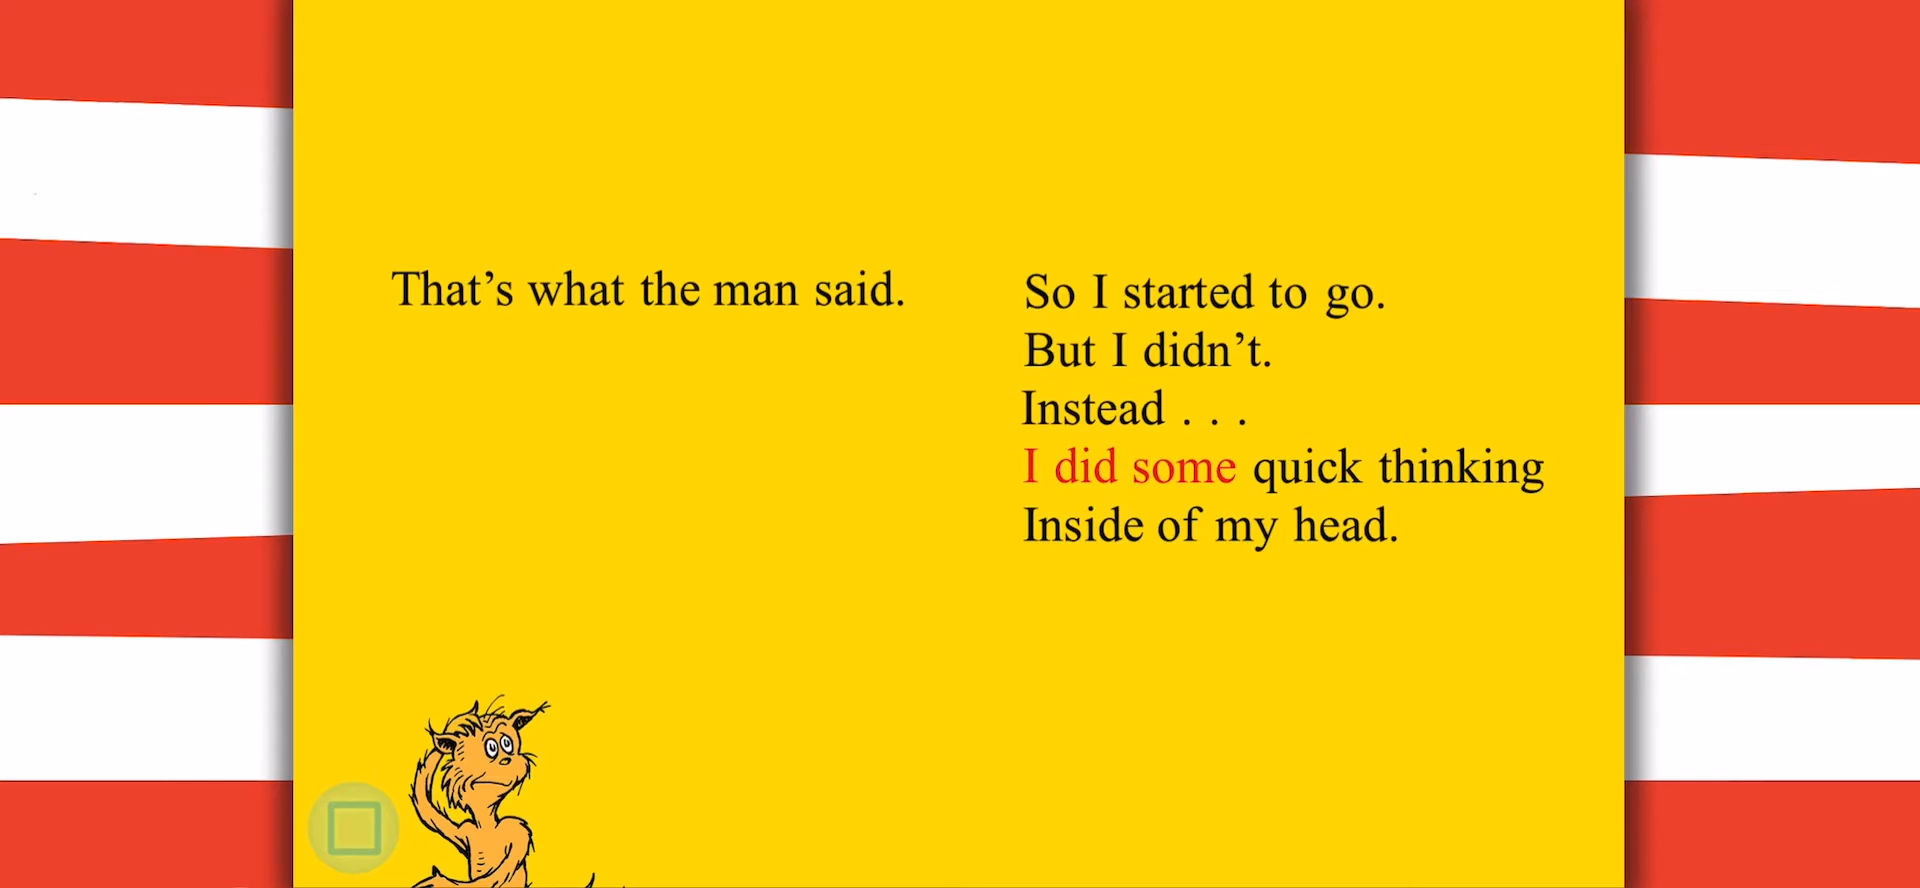 That’s what the man said.
So I started to go.
But I didn’t.
Instead . . .
I did some quick thinking
Inside of my head.